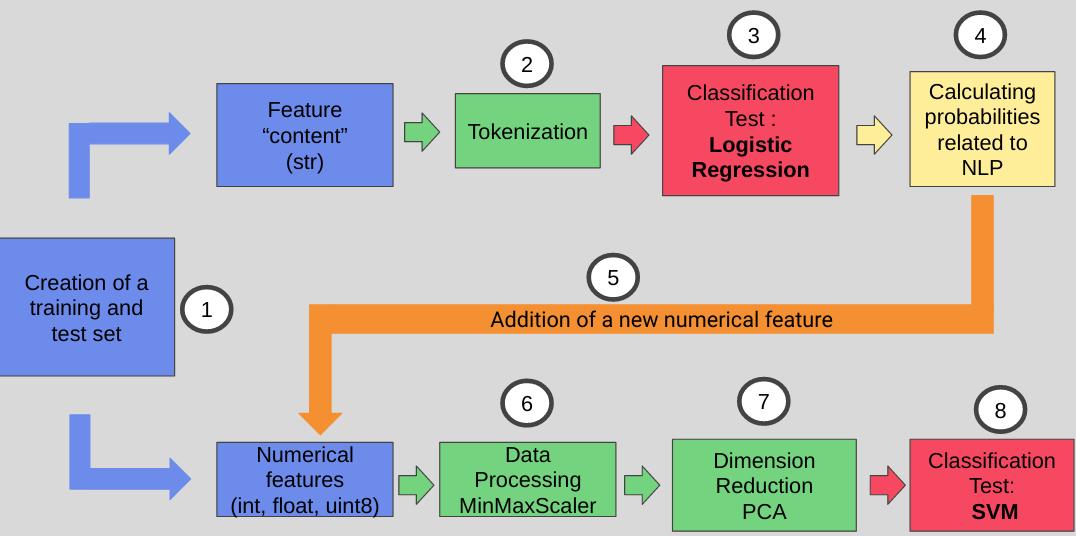 3
4
2
Feature
“content”
(str)
Tokenization
Classification
Test :
Logistic
Regression
Calculating
probabilities
related to
NLP
Creation of a
training and
test set
1
5
Addition of a new numerical feature
6
7
8
Numerical
features
(int, float, uint8)
Data
Processing
MinMaxScaler
Dimension
Reduction
PCA
Classification
Test:
SVM